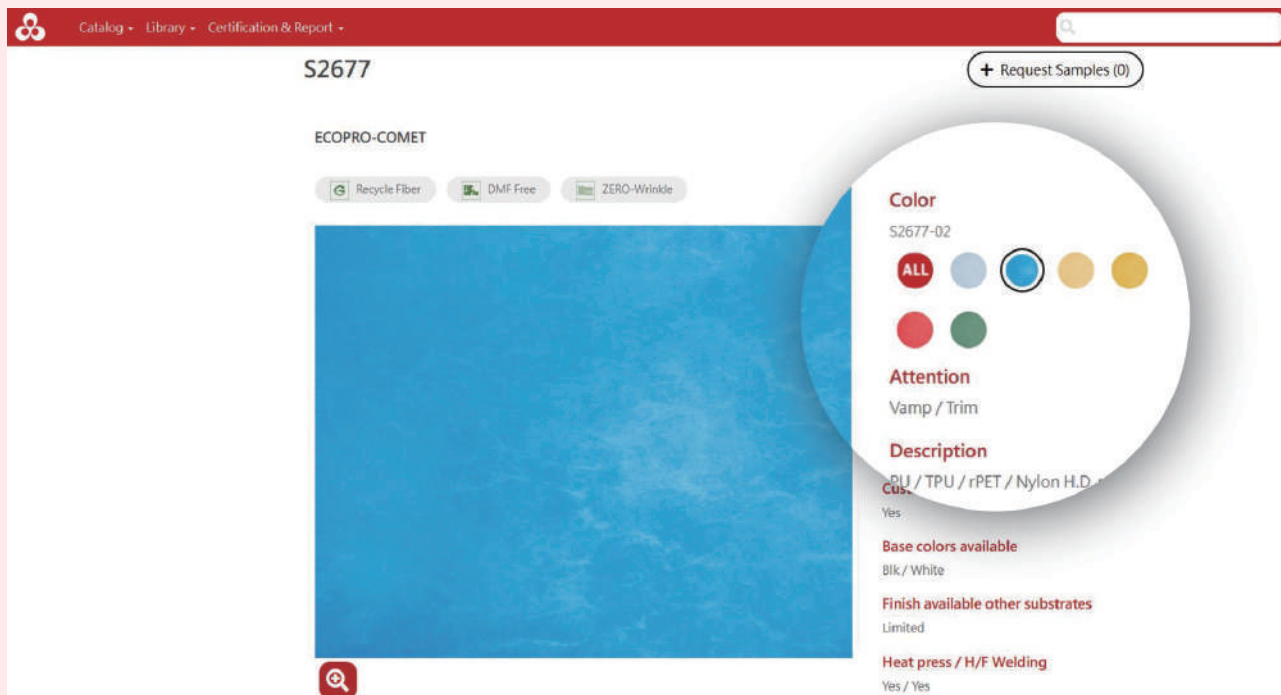 Catalog Library Certification & Report
S2677
+ Request Samples (0)
ECOPRO-COMET
Recycle Fiber DMF Free ZERO-Wrinkle
Color
S2677-02
ALL
Attention
Vamp / Trim
Description
PU / TPU / rPET / Nylon H.D.
Yes
Base colors available
Blk / White
Finish available other substrates
Limited
Heat press / H/F Welding
Yes / Yes